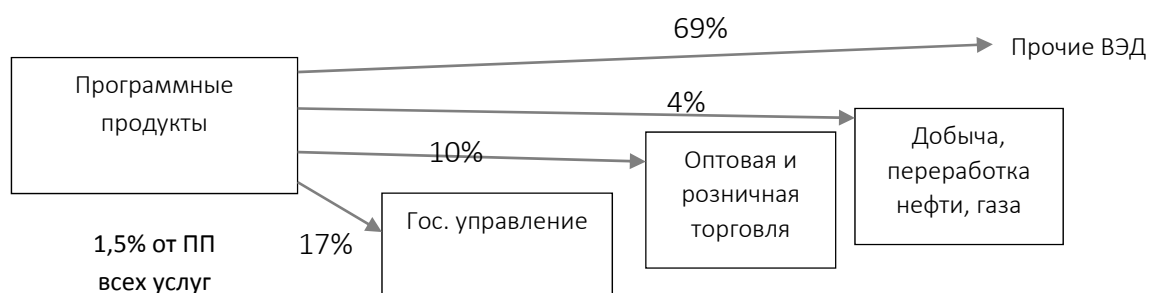 69%
Прочие ВЭД
Программные
продукты
4%
Добыча,
переработка
нефти, газа
10%
Оптовая и
розничная
торговля
Гос. управление
17%
1,5% от ПП
всех услуг